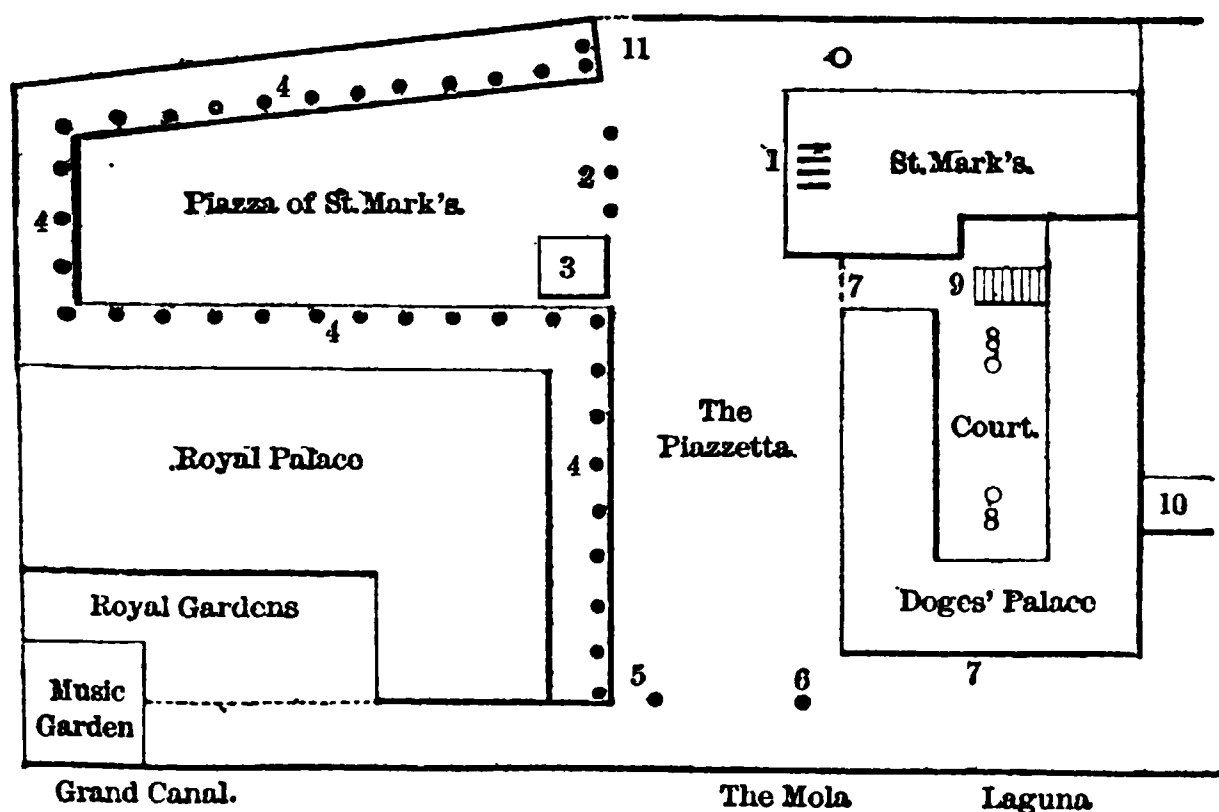 11
4
1
St. Mark's.
2
Piazza of St. Mark's.
4
3
7
9
4
8
The
Piazzetta.
Court.
Royal Palace
4
10
8
Royal Gardens
Doges' Palace
5
6
7
Music
Garden
Grand Canal.
The Mola
Laguna